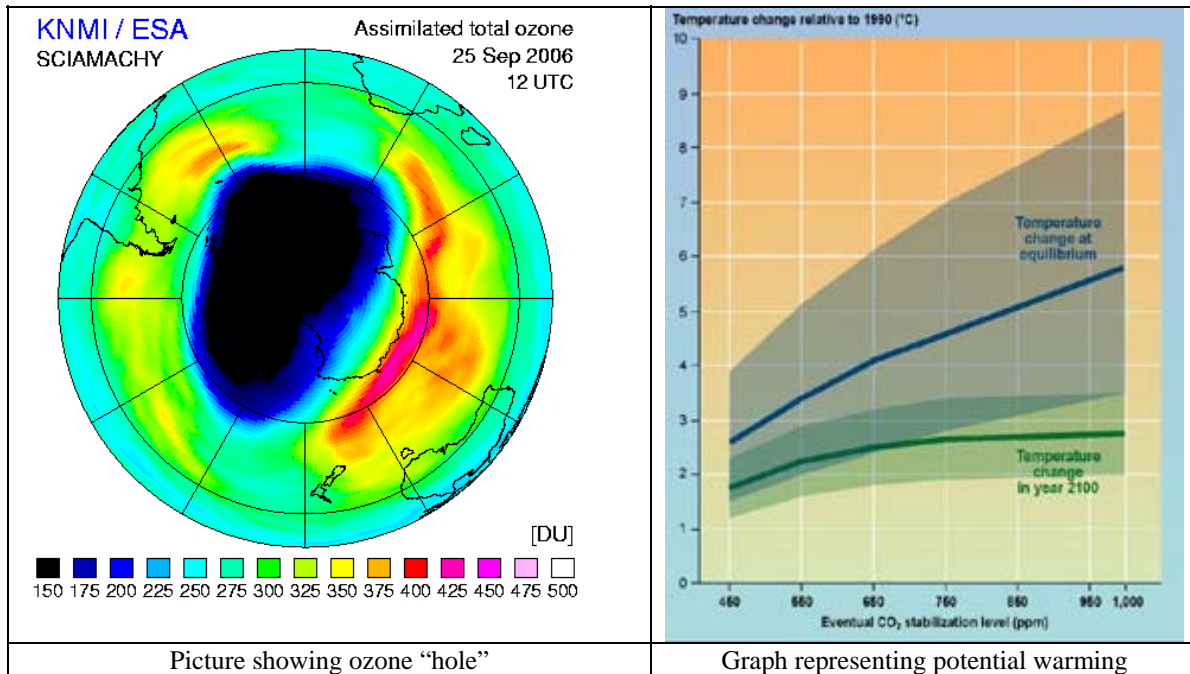 KNMI / ESA
SCIAMACHY
Assimilated total ozone
25 Sep 2006
12 UTC
[DU]
150 175 200 225 250 275 300 325 350 375 400 425 450 475 500
Picture showing ozone “hole”
Temperature change relative to 1990 (°C)
10
9
8
7
6
5
4
3
2
1
0
Temperature
change at
equilibrium
Temperature
change
in year 2100
450 550 650 750 850 950 1,000
Eventual CO₂ stabilization level (ppm)
Graph representing potential warming